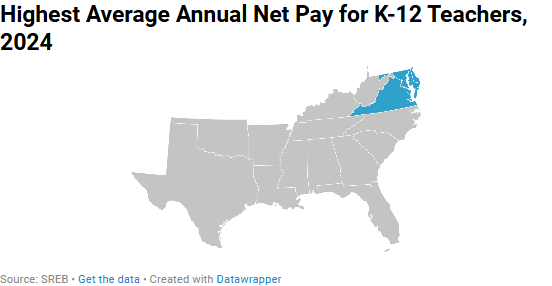 Highest Average Annual Net Pay for K-12 Teachers,
2024
Source: SREB • Get the data • Created with Datawrapper